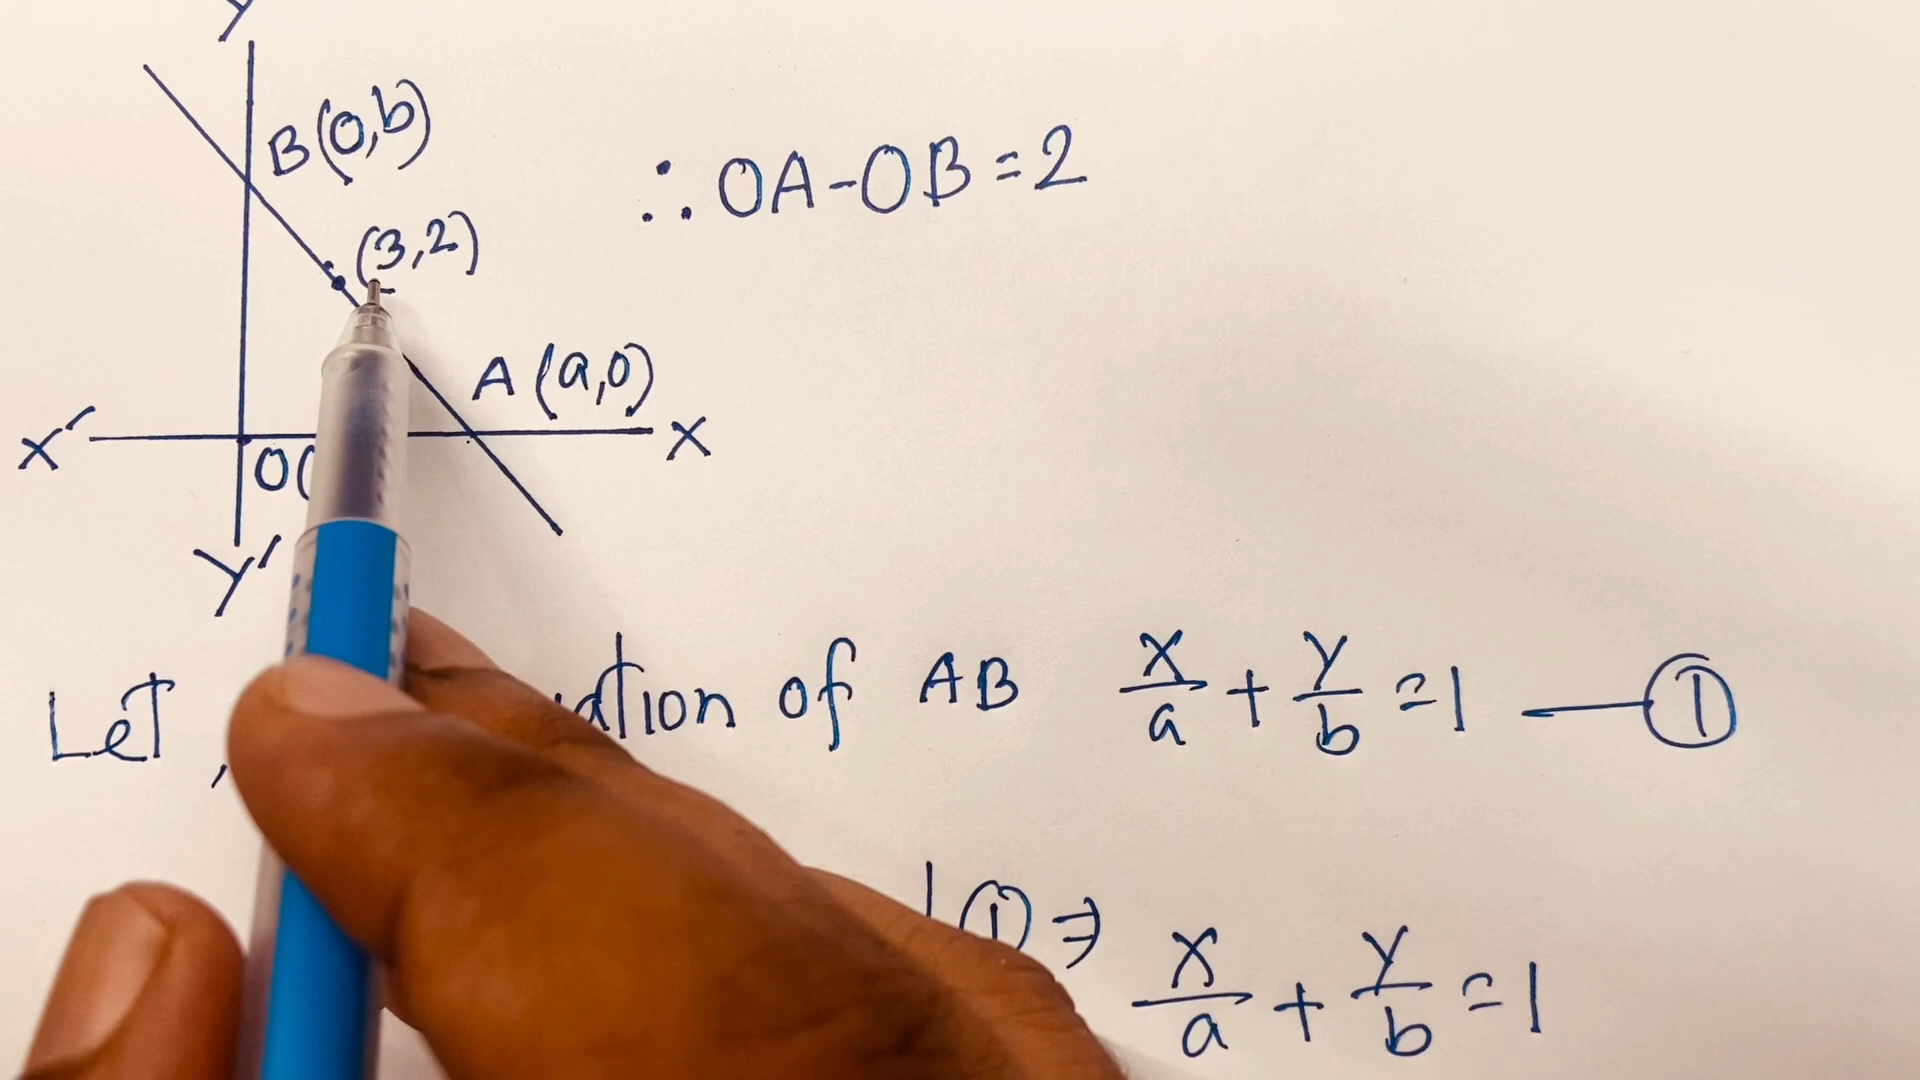 Y
B(0,b)
∴ OA-OB=2
(3,2)
A(a,0)
X'
X
O(
Y'
Let, of AB x/a + y/b = 1 — ①
① ⇒ x/a + y/b = 1